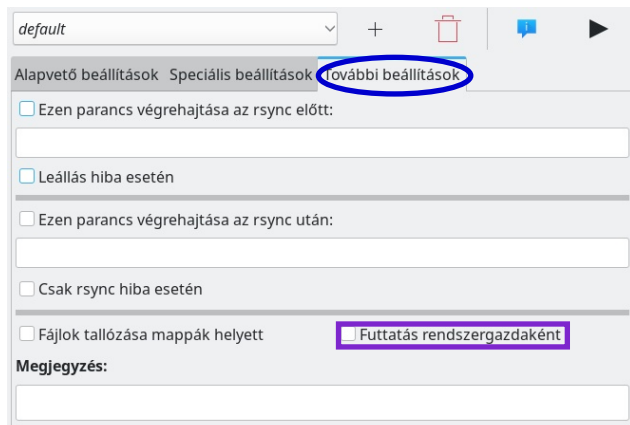 default
Alapvető beállítások Speciális beállítások További beállítások
Ezen parancs végrehajtása az rsync előtt:
Leállás hiba esetén
Ezen parancs végrehajtása az rsync után:
Csak rsync hiba esetén
Fájlok tallózása mappák helyett Futtatás rendszergazdaként
Megjegyzés: